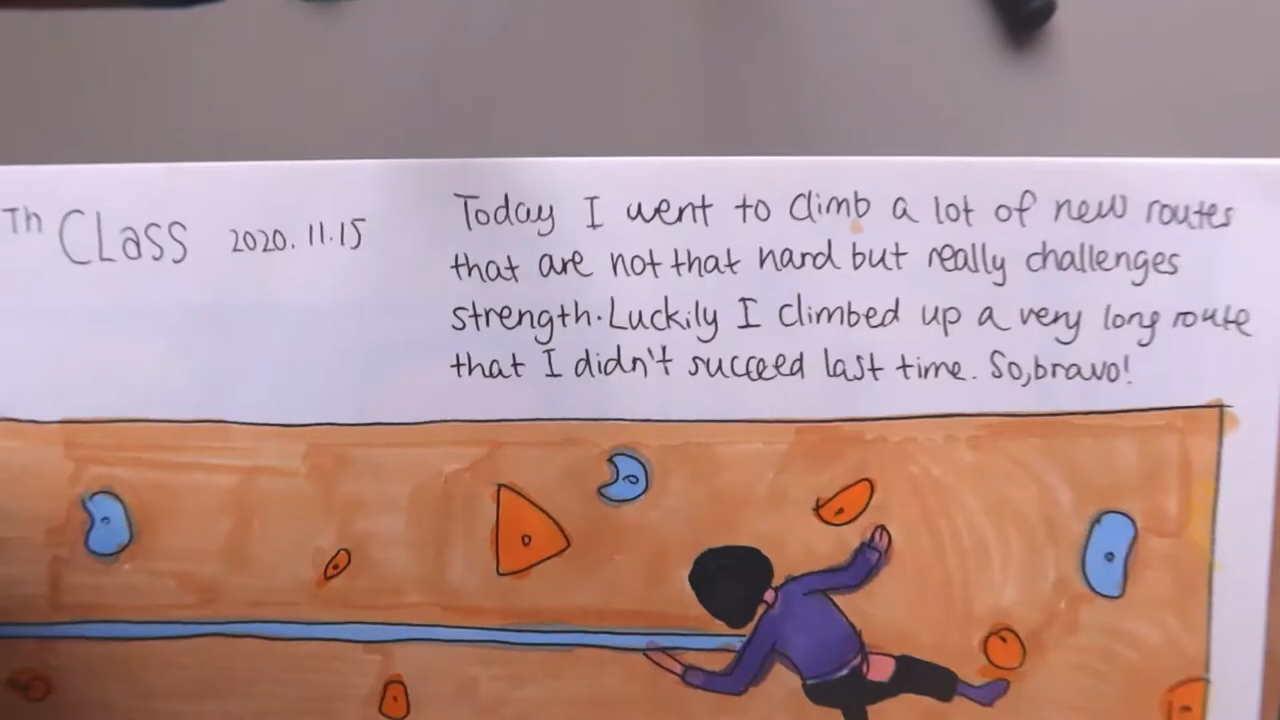 Th CLass 2020.11.15
Today I went to climb a lot of new routes
that are not that hard but really challenges
strength. Luckily I climbed up a very long route
that I didn't succeed last time. So, bravo!